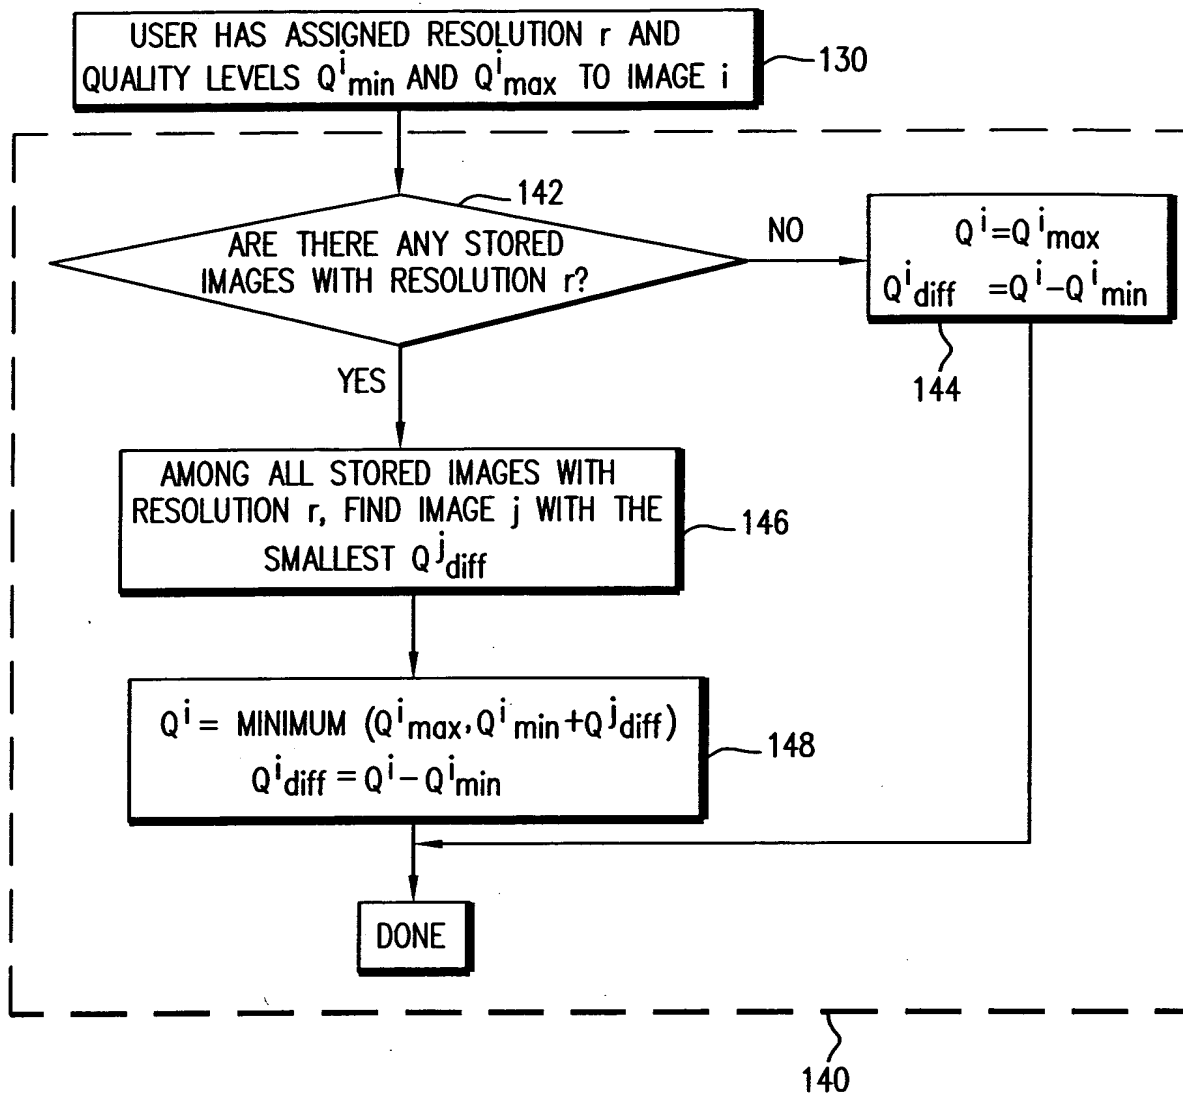 USER HAS ASSIGNED RESOLUTION r AND
QUALITY LEVELS Q^i_min AND Q^i_max TO IMAGE i
130
142
ARE THERE ANY STORED
IMAGES WITH RESOLUTION r?
NO
Q^i=Q^i_max
Q^i_diff =Q^i-Q^i_min
144
YES
AMONG ALL STORED IMAGES WITH
RESOLUTION r, FIND IMAGE j WITH THE
SMALLEST Q^j_diff
146
Q^i= MINIMUM (Q^i_max,Q^i_min+Q^j_diff)
Q^i_diff=Q^i-Q^i_min
148
DONE
140